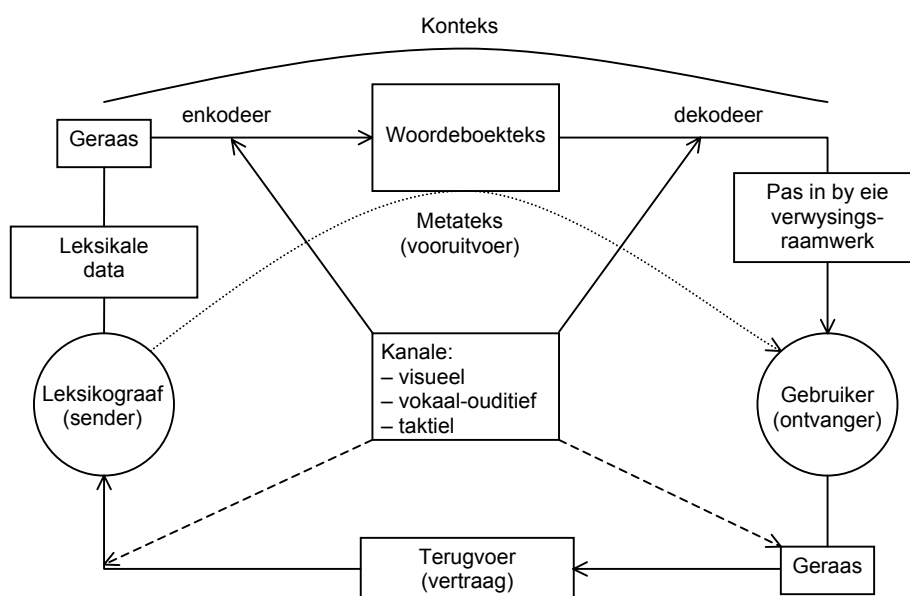 Konteks
enkodeer
dekodeer
Geraas
Woordeboekteks
Pas in by eie
verwysings-
raamwerk
Metateks
(vooruitvoer)
Leksikale
data
Kanale:
– visueel
– vokaal-ouditief
– taktiel
Leksikograaf
(sender)
Gebruiker
(ontvanger)
Terugvoer
(vertraag)
Geraas